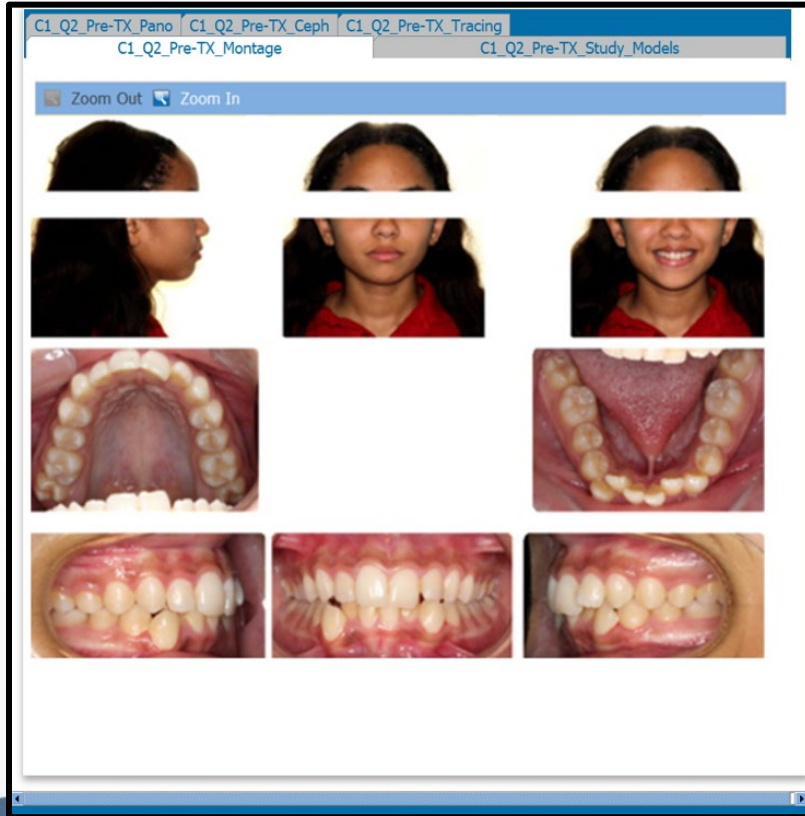 C1_Q2_Pre-TX_Pano C1_Q2_Pre-TX_Ceph C1_Q2_Pre-TX_Tracing
C1_Q2_Pre-TX_Montage C1_Q2_Pre-TX_Study_Models
Zoom Out Zoom In